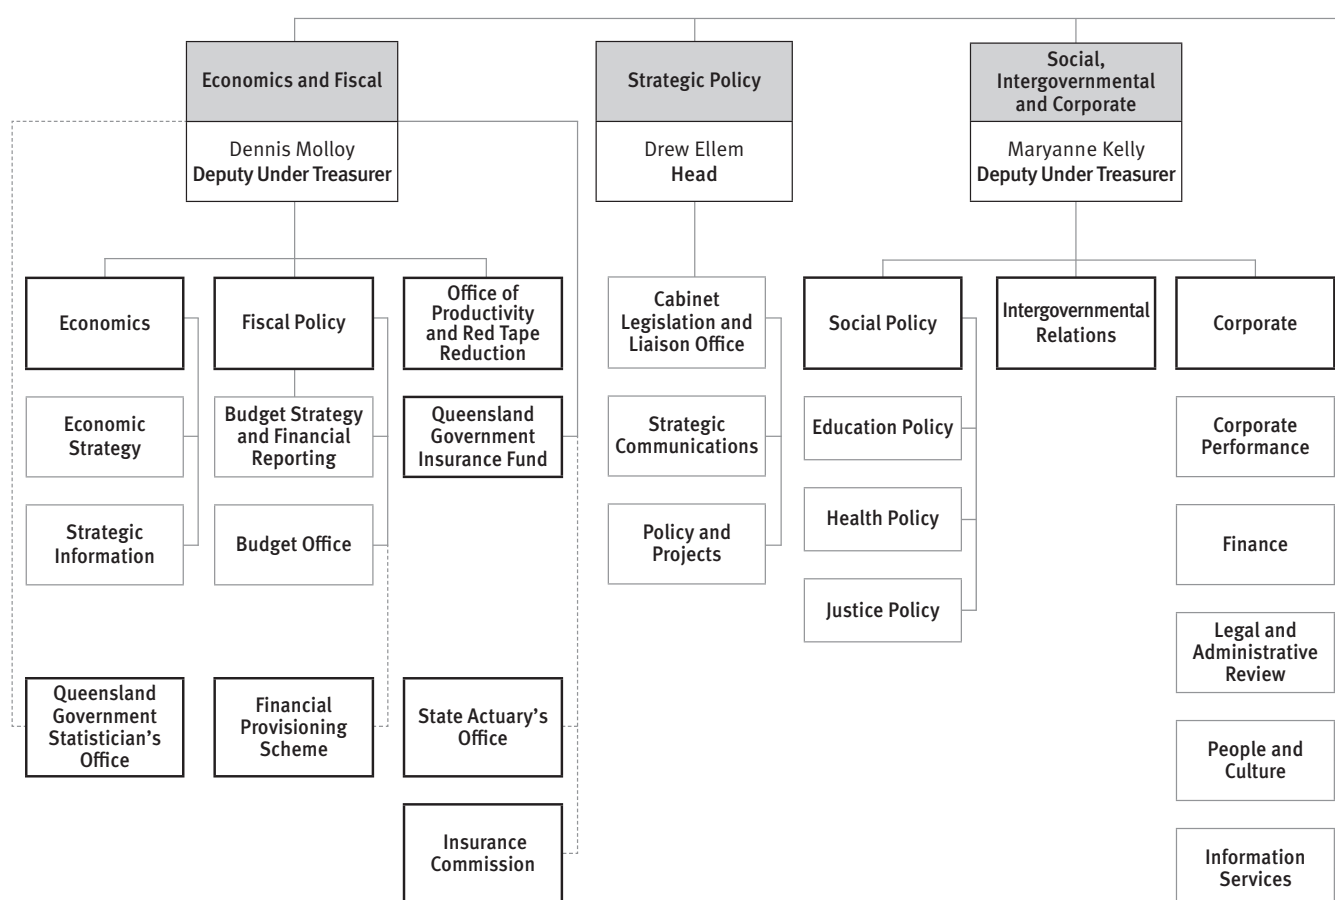 Economics and Fiscal
Dennis Molloy
Deputy Under Treasurer
Strategic Policy
Drew Ellem
Head
Social,
Intergovernmental
and Corporate
Maryanne Kelly
Deputy Under Treasurer
Economics
Fiscal Policy
Office of
Productivity
and Red Tape
Reduction
Cabinet
Legislation and
Liaison Office
Social Policy
Intergovernmental
Relations
Corporate
Economic
Strategy
Budget Strategy
and Financial
Reporting
Queensland
Government
Insurance Fund
Strategic
Communications
Education Policy
Corporate
Performance
Strategic
Information
Budget Office
Policy and
Projects
Health Policy
Finance
Justice Policy
Legal and
Administrative
Review
Queensland
Government
Statistician's
Office
Financial
Provisioning
Scheme
State Actuary's
Office
People and
Culture
Insurance
Commission
Information
Services